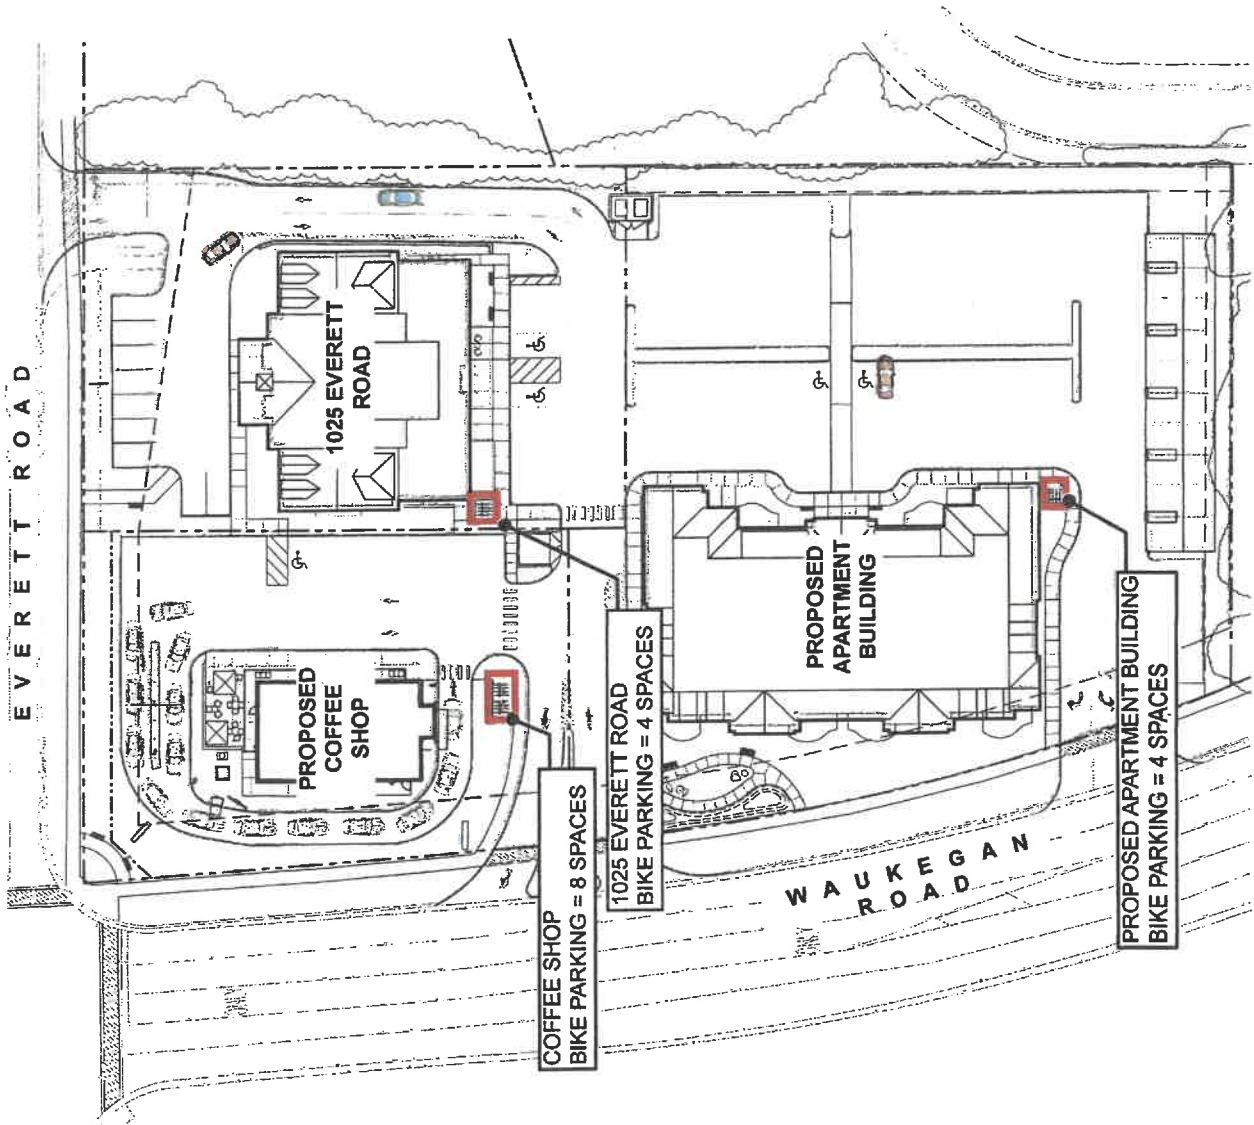 EVERETT ROAD
1025 EVERETT
ROAD
PROPOSED
COFFEE
SHOP
PROPOSED
APARTMENT
BUILDING
COFFEE SHOP
BIKE PARKING = 8 SPACES
1025 EVERETT ROAD
BIKE PARKING = 4 SPACES
WAUKEGAN
ROAD
PROPOSED APARTMENT BUILDING
BIKE PARKING = 4 SPACES